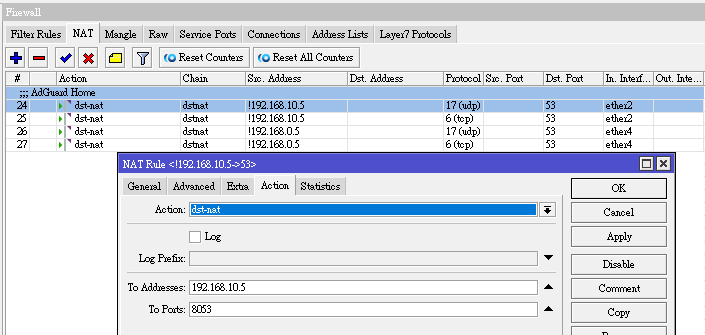 Firewall
Filter Rules NAT Mangle Raw Service Ports Connections Address Lists Layer7 Protocols
Reset Counters Reset All Counters
# Action Chain Src. Address Dst. Address Protocol Src. Port Dst. Port In. Interf... Out. Inte...
;;; AdGuard Home
24 dst-nat dstnat !192.168.10.5 17 (udp) 53 ether2
25 dst-nat dstnat !192.168.10.5 6 (tcp) 53 ether2
26 dst-nat dstnat !192.168.0.5 17 (udp) 53 ether4
27 dst-nat dstnat !192.168.0.5 6 (tcp) 53 ether4
NAT Rule <!192.168.10.5->53>
General Advanced Extra Action Statistics
OK
Action: dst-nat
Cancel
Log
Apply
Log Prefix:
Disable
To Addresses: 192.168.10.5
Comment
To Ports: 8053
Copy